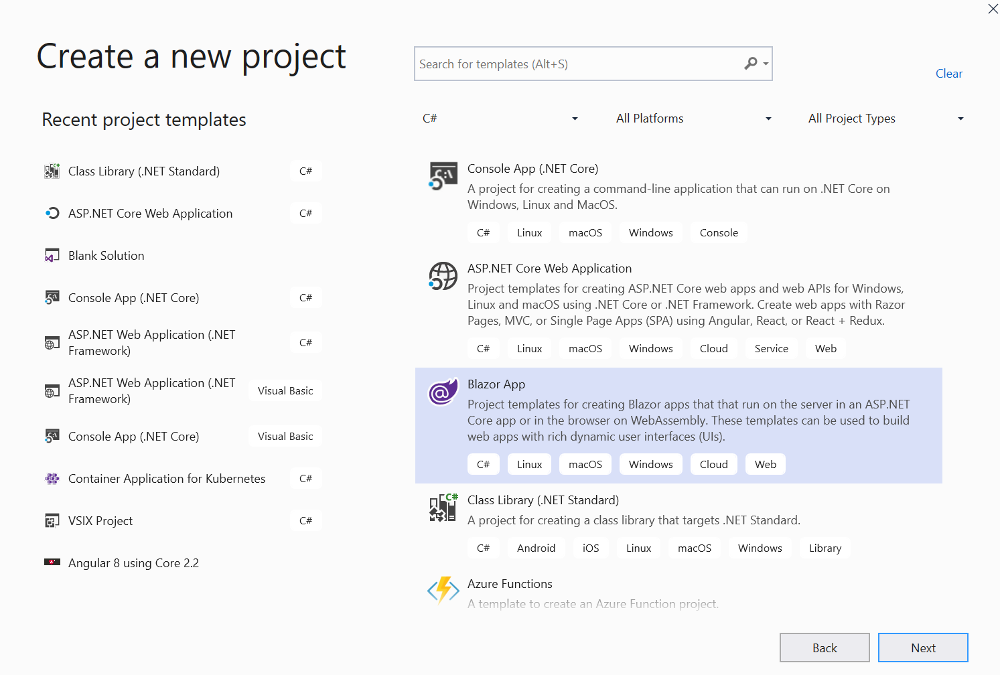 Create a new project
Search for templates (Alt+S)
Clear
Recent project templates
C#
All Platforms
All Project Types
Class Library (.NET Standard)
C#
ASP.NET Core Web Application
C#
Blank Solution
Console App (.NET Core)
C#
ASP.NET Web Application (.NET
Framework)
C#
ASP.NET Web Application (.NET
Framework)
Visual Basic
Console App (.NET Core)
Visual Basic
Container Application for Kubernetes
C#
VSIX Project
C#
Angular 8 using Core 2.2
Console App (.NET Core)
A project for creating a command-line application that can run on .NET Core on
Windows, Linux and MacOS.
C# Linux macOS Windows Console
ASP.NET Core Web Application
Project templates for creating ASP.NET Core web apps and web APIs for Windows,
Linux and macOS using .NET Core or .NET Framework. Create web apps with Razor
Pages, MVC, or Single Page Apps (SPA) using Angular, React, or React + Redux.
C# Linux macOS Windows Cloud Service Web
Blazor App
Project templates for creating Blazor apps that that run on the server in an ASP.NET
Core app or in the browser on WebAssembly. These templates can be used to build
web apps with rich dynamic user interfaces (UIs).
C# Linux macOS Windows Cloud Web
Class Library (.NET Standard)
A project for creating a class library that targets .NET Standard.
C# Android iOS Linux macOS Windows Library
Azure Functions
A template to create an Azure Function project.
Back
Next